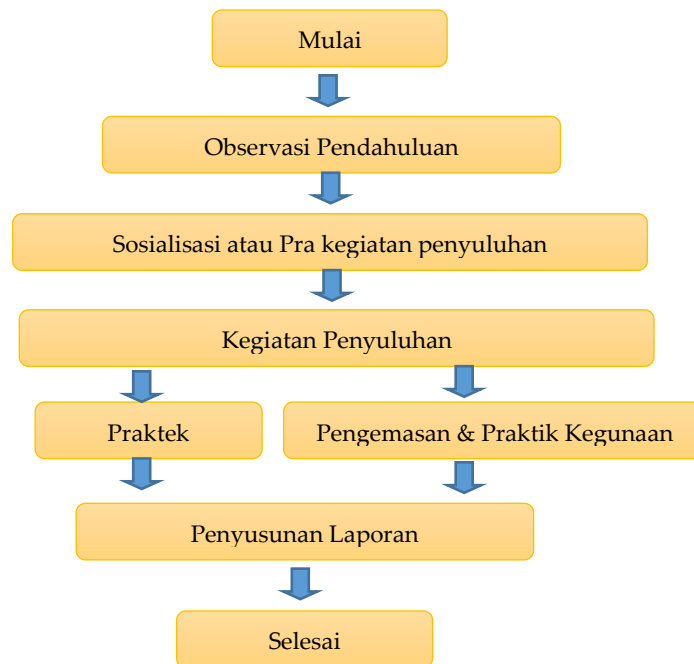 Mulai
Observasi Pendahuluan
Sosialisasi atau Pra kegiatan penyuluhan
Kegiatan Penyuluhan
Praktek
Pengemasan & Praktik Kegunaan
Penyusunan Laporan
Selesai